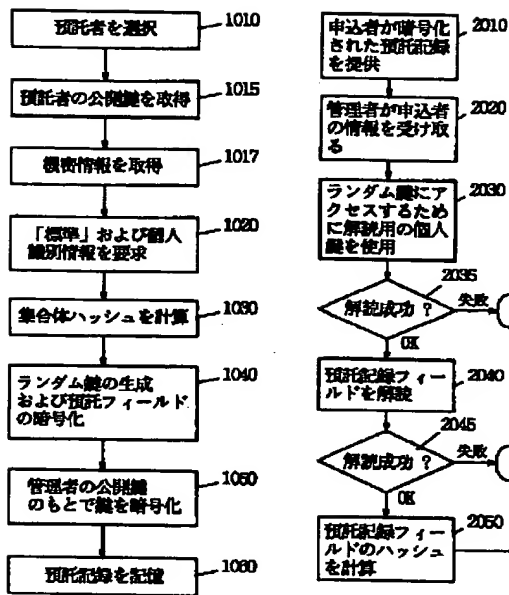 預託者を選択
1010
預託者の公開鍵を取得
1015
機密情報を取得
1017
「標準」および個人
識別情報を要求
1020
集合体ハッシュを計算
1030
ランダム鍵の生成
および預託フィールド
の暗号化
1040
管理者の公開鍵
のもとで鍵を暗号化
1050
預託記録を記憶
1060
申込者が暗号化
された預託記録
を提供
2010
管理者が申込者
の情報を受け取
る
2020
ランダム鍵にア
クセスするため
に解読用の個人
鍵を使用
2030
解読成功?
2035
失敗
OK
預託記録フィー
ルドを解読
2040
解読成功?
2045
失敗
OK
預託記録フィー
ルドのハッシュ
を計算
2050